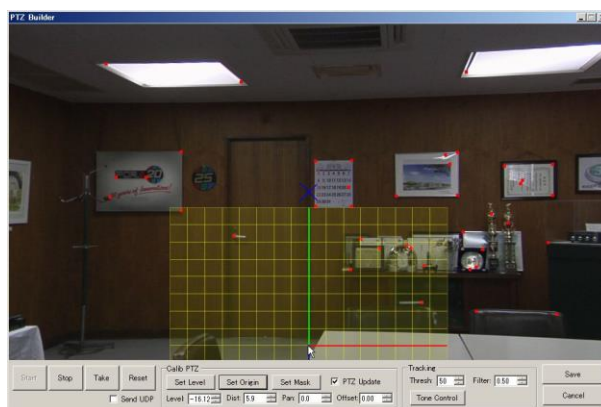 PTZ Builder
25
Start
Stop
Take
Reset
Send UDP
Calib PTZ
Set Level
Set Origin
Set Mask
PTZ Update
Level: -16.12
Dist: 5.9
Pan: 0.0
Offset: 0.00
Tracking
Thresh: 50
Filter: 0.50
Tone Control
Save
Cancel